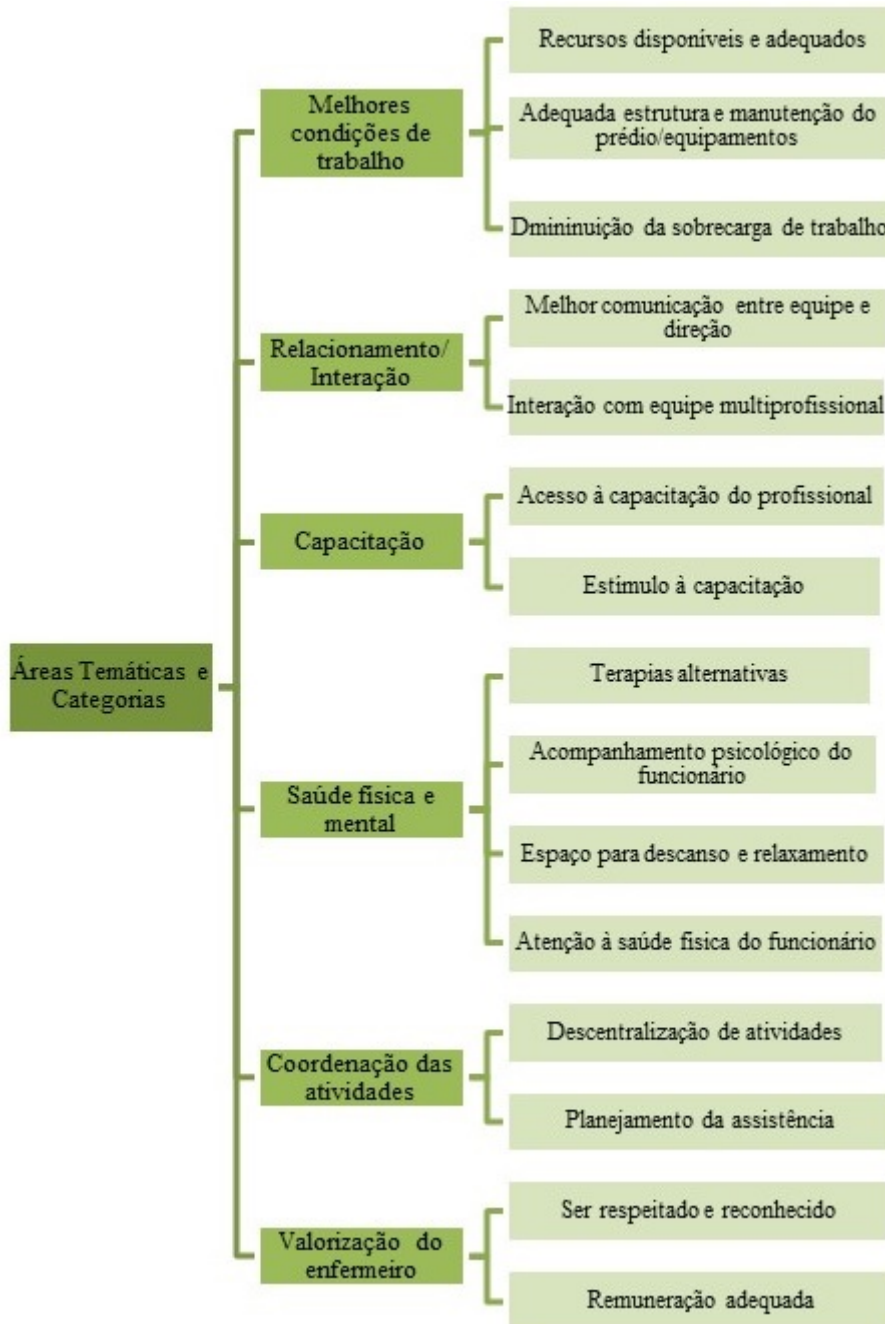 Recursos disponíveis e adequados
Melhores
condições de
trabalho
Adequada estrutura e manutenção do
prédio/equipamentos
Dmininuição da sobrecarga de trabalho
Relacionamento/
Interação
Melhor comunicação entre equipe e
direção
Interação com equipe multiprofissional
Capacitação
Acesso à capacitação do profissional
Estímulo à capacitação
Áreas Temáticas e
Categorias
Saúde física e
mental
Terapias alternativas
Acompanhamento psicológico do
funcionário
Espaço para descanso e relaxamento
Atenção à saúde física do funcionário
Coordenação das
atividades
Descentralização de atividades
Planejamento da assistência
Valorização do
enfermeiro
Ser respeitado e reconhecido
Remuneração adequada